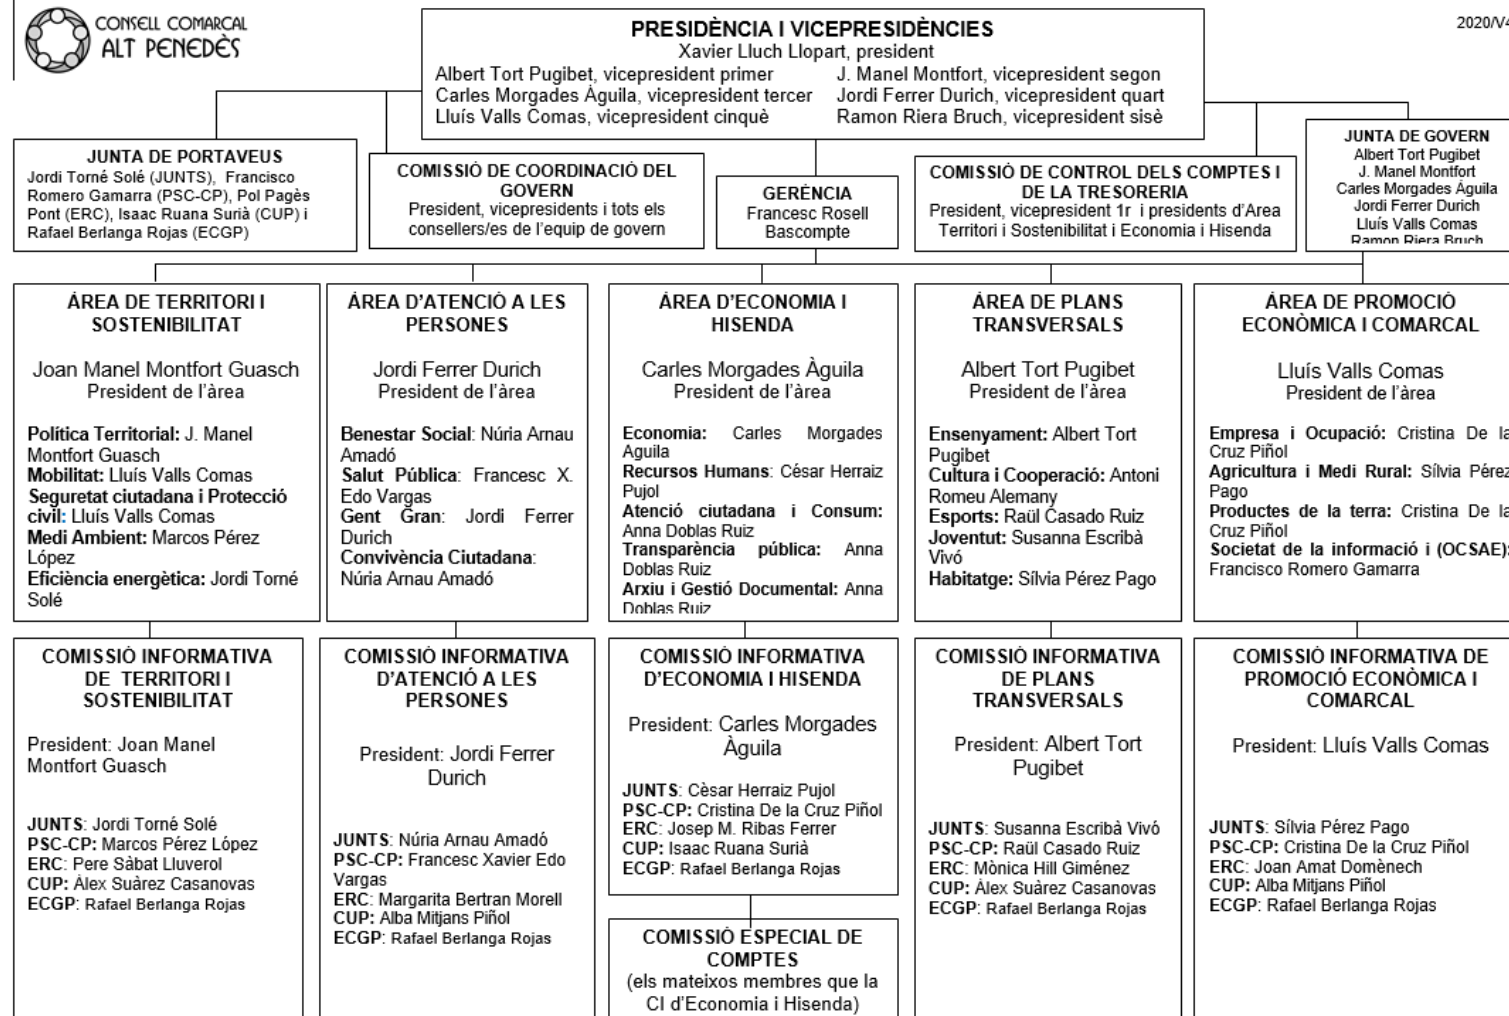 CONSELL COMARCAL
ALT PENEDÈS
2020/V4
PRESIDÈNCIA I VICEPRESIDÈNCIES
Xavier Lluch Llopart, president
Albert Tort Pugibet, vicepresident primer
J. Manel Montfort, vicepresident segon
Carles Morgades Àguila, vicepresident tercer
Jordi Ferrer Durich, vicepresident quart
Lluís Valls Comas, vicepresident cinquè
Ramon Riera Bruch, vicepresident sisè
JUNTA DE PORTAVEUS
Jordi Torné Solé (JUNTS), Francisco
Romero Gamarra (PSC-CP), Pol Pagès
Pont (ERC), Isaac Ruana Surià (CUP) i
Rafael Berlanga Rojas (ECGP)
COMISSIÓ DE COORDINACIÓ DEL
GOVERN
President, vicepresidents i tots els
consellers/es de l'equip de govern
GERÈNCIA
Francesc Rosell
Bascompte
COMISSIÓ DE CONTROL DELS COMPTES I
DE LA TRESORERIA
President, vicepresident 1r i presidents d'Area
Territori i Sostenibilitat i Economia i Hisenda
JUNTA DE GOVERN
Albert Tort Pugibet
J. Manel Montfort
Carles Morgades Àguila
Jordi Ferrer Durich
Lluís Valls Comas
Ramon Riera Bruch
ÀREA DE TERRITORI I
SOSTENIBILITAT
Joan Manel Montfort Guasch
President de l'àrea
Política Territorial: J. Manel
Montfort Guasch
Mobilitat: Lluís Valls Comas
Seguretat ciutadana i Protecció
civil: Lluís Valls Comas
Medi Ambient: Marcos Pérez
López
Eficiència energètica: Jordi Torné
Solé
ÀREA D'ATENCIÓ A LES
PERSONES
Jordi Ferrer Durich
President de l'àrea
Benestar Social: Núria Arnau
Amadó
Salut Pública: Francesc X.
Edo Vargas
Gent Gran: Jordi Ferrer
Durich
Convivència Ciutadana:
Núria Arnau Amadó
ÀREA D'ECONOMIA I
HISENDA
Carles Morgades Àguila
President de l'àrea
Economia: Carles Morgades
Aguila
Recursos Humans: César Herraiz
Pujol
Atenció ciutadana i Consum:
Anna Doblas Ruiz
Transparència pública: Anna
Doblas Ruiz
Arxiu i Gestió Documental: Anna
Doblas Ruiz
ÀREA DE PLANS
TRANSVERSALS
Albert Tort Pugibet
President de l'àrea
Ensenyament: Albert Tort
Pugibet
Cultura i Cooperació: Antoni
Romeu Alemany
Esports: Raül Casado Ruiz
Joventut: Susanna Escribà
Vivó
Habitatge: Sílvia Pérez Pago
ÀREA DE PROMOCIÓ
ECONÒMICA I COMARCAL
Lluís Valls Comas
President de l'àrea
Empresa i Ocupació: Cristina De la
Cruz Piñol
Agricultura i Medi Rural: Sílvia Pérez
Pago
Productes de la terra: Cristina De la
Cruz Piñol
Societat de la informació i (OCSAE):
Francisco Romero Gamarra
COMISSIÓ INFORMATIVA
DE TERRITORI I
SOSTENIBILITAT
President: Joan Manel
Montfort Guasch
JUNTS: Jordi Torné Solé
PSC-CP: Marcos Pérez López
ERC: Pere Sàbat Lluverol
CUP: Àlex Suàrez Casanovas
ECGP: Rafael Berlanga Rojas
COMISSIÓ INFORMATIVA
D'ATENCIÓ A LES
PERSONES
President: Jordi Ferrer
Durich
JUNTS: Núria Arnau Amadó
PSC-CP: Francesc Xavier Edo
Vargas
ERC: Margarita Bertran Morell
CUP: Alba Mitjans Piñol
ECGP: Rafael Berlanga Rojas
COMISSIÓ INFORMATIVA
D'ECONOMIA I HISENDA
President: Carles Morgades
Àguila
JUNTS: Cèsar Herraiz Pujol
PSC-CP: Cristina De la Cruz Piñol
ERC: Josep M. Ribas Ferrer
CUP: Isaac Ruana Surià
ECGP: Rafael Berlanga Rojas
COMISSIÓ ESPECIAL DE
COMPTES
(els mateixos membres que la
CI d'Economia i Hisenda)
COMISSIÓ INFORMATIVA
DE PLANS
TRANSVERSALS
President: Albert Tort
Pugibet
JUNTS: Susanna Escribà Vivó
PSC-CP: Raül Casado Ruiz
ERC: Mònica Hill Giménez
CUP: Àlex Suàrez Casanovas
ECGP: Rafael Berlanga Rojas
COMISSIÓ INFORMATIVA DE
PROMOCIÓ ECONÒMICA I
COMARCAL
President: Lluís Valls Comas
JUNTS: Sílvia Pérez Pago
PSC-CP: Cristina De la Cruz Piñol
ERC: Joan Amat Domènech
CUP: Alba Mitjans Piñol
ECGP: Rafael Berlanga Rojas